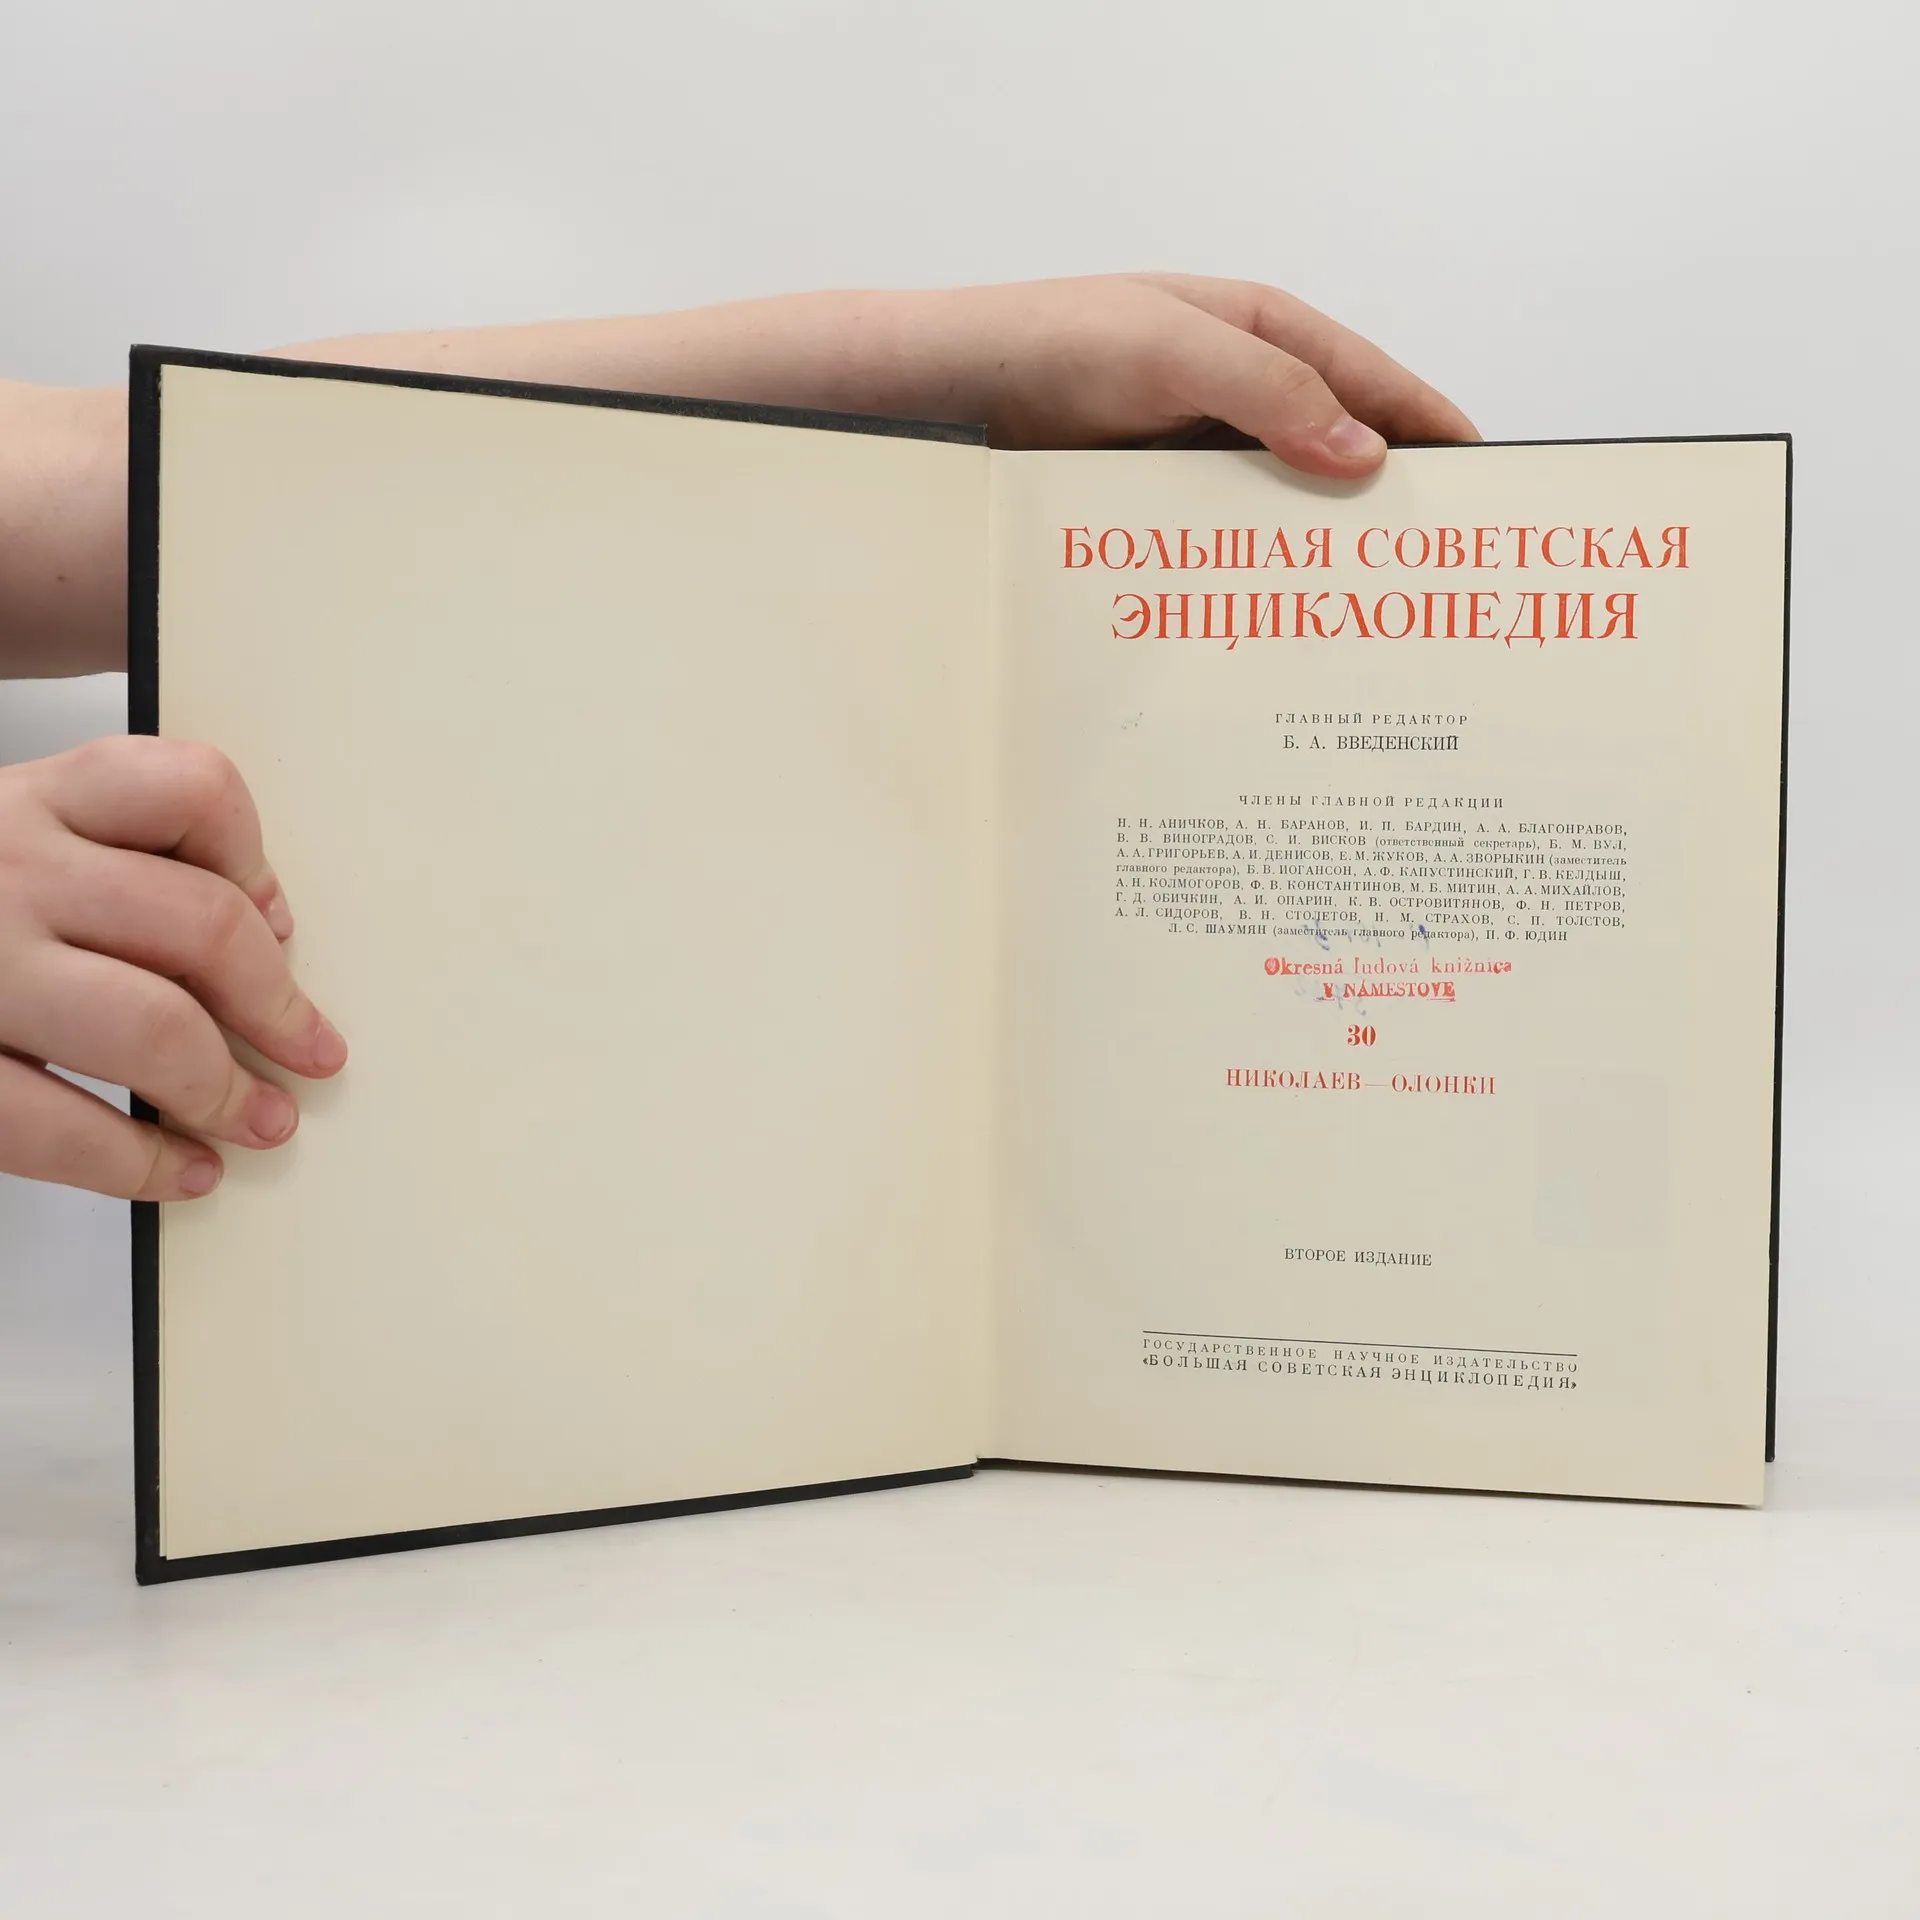 БОЛЬШАЯ СОВЕТСКАЯ
ЭНЦИКЛОПЕДИЯ
ГЛАВНЫЙ РЕДАКТОР
Б. А. ВВЕДЕНСКИЙ
ЧЛЕНЫ ГЛАВНОЙ РЕДАКЦИИ
Н. Н. АНИЧКОВ, А. Н. БАРАНОВ, И. П. БАРДИН, А. А. БЛАГОНРАВОВ,
В. В. ВИНОГРАДОВ, С. И. ВИСКОВ (ответственный секретарь), Б. М. ВУЛ,
А. А. ГРИГОРЬЕВ, А. И. ДЕНИСОВ, Е. М. ЖУКОВ, А. А. ЗВОРЫКИН (заместитель
главного редактора), Б. В. ИОГАНСОН, А. Ф. КАПУСТИНСКИЙ, Г. В. КЕЛДЫШ,
А. Н. КОЛМОГОРОВ, Ф. В. КОНСТАНТИНОВ, М. Б. МИТИН, А. А. МИХАЙЛОВ,
Г. Д. ОБИЧКИН, А. И. ОПАРИН, К. В. ОСТРОВИТЯНОВ, Ф. Н. ПЕТРОВ,
А. Л. СИДОРОВ, В. Н. СТОЛЕТОВ, Н. М. СТРАХОВ, С. П. ТОЛСТОВ,
Л. С. ШАУМЯН (заместитель главного редактора), П. Ф. ЮДИН
Okresná ľudová knižnica
V NÁMESTOVE
30
НИКОЛАЕВ—ОЛОНКИ
ВТОРОЕ ИЗДАНИЕ
ГОСУДАРСТВЕННОЕ НАУЧНОЕ ИЗДАТЕЛЬСТВО
«БОЛЬШАЯ СОВЕТСКАЯ ЭНЦИКЛОПЕДИЯ»